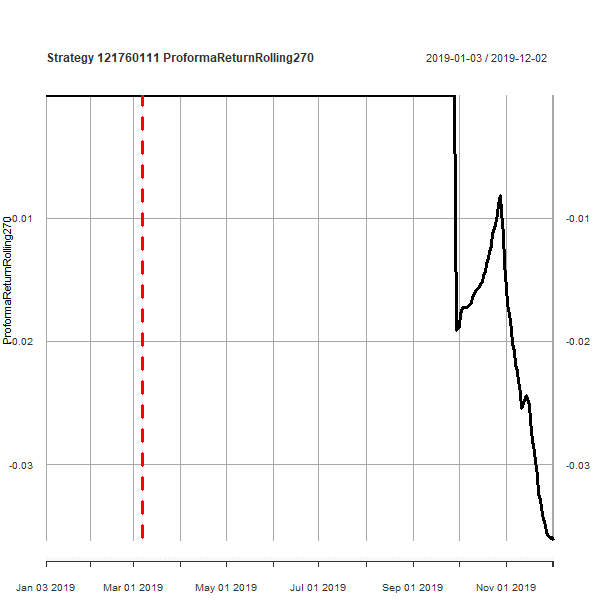 Strategy 121760111 ProformaReturnRolling270
2019-01-03 / 2019-12-02
ProformaReturnRolling270
-0.01
-0.01
-0.02
-0.02
-0.03
-0.03
Jan 03 2019
Mar 01 2019
May 01 2019
Jul 01 2019
Sep 01 2019
Nov 01 2019